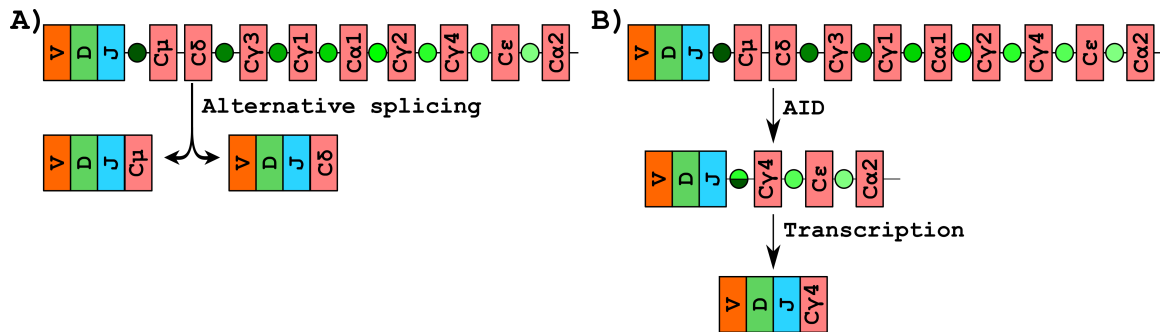 A)
V D J Cμ Cδ Cγ3 Cγ1 Cα1 Cγ2 Cγ4 Cε Cα2
Alternative splicing
V D J Cμ
V D J Cδ
B)
V D J Cμ Cδ Cγ3 Cγ1 Cα1 Cγ2 Cγ4 Cε Cα2
AID
V D J Cγ4 Cε Cα2
Transcription
V D J Cγ4